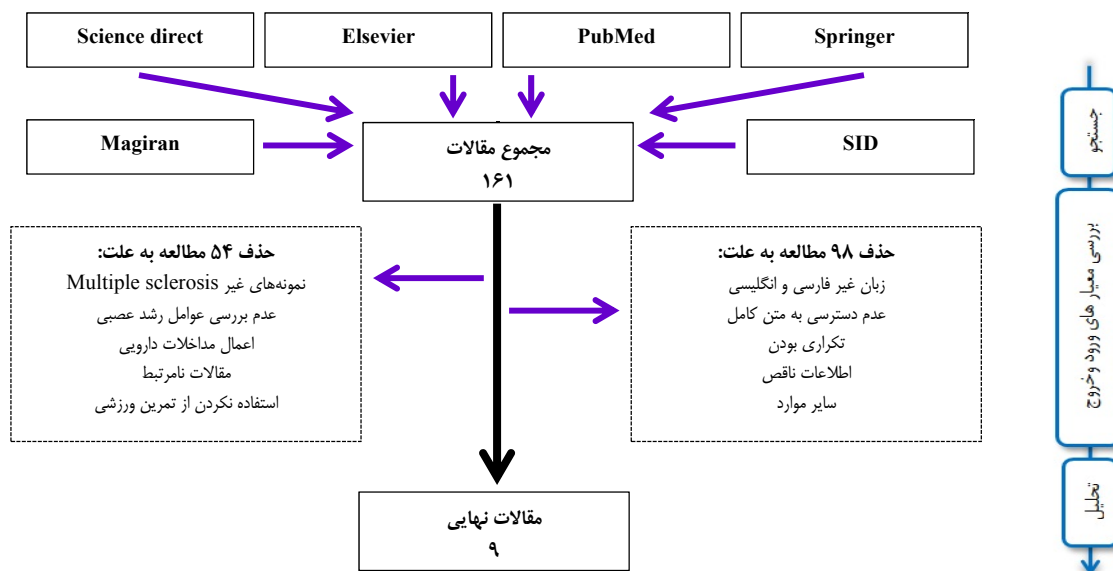 Science direct
Elsevier
PubMed
Springer
Magiran
مجموع مقالات
۱۶۱
SID
حذف ۵۴ مطالعه به علت:
نمونه‌های غیر Multiple sclerosis
عدم بررسی عوامل رشد عصبی
اعمال مداخلات دارویی
مقالات نامرتبط
استفاده نکردن از تمرین ورزشی
حذف ۹۸ مطالعه به علت:
زبان غیر فارسی و انگلیسی
عدم دسترسی به متن کامل
تکراری بودن
اطلاعات ناقص
سایر موارد
مقالات نهایی
۹
جستجو
بررسی معیار های ورود وخروج
تحلیل